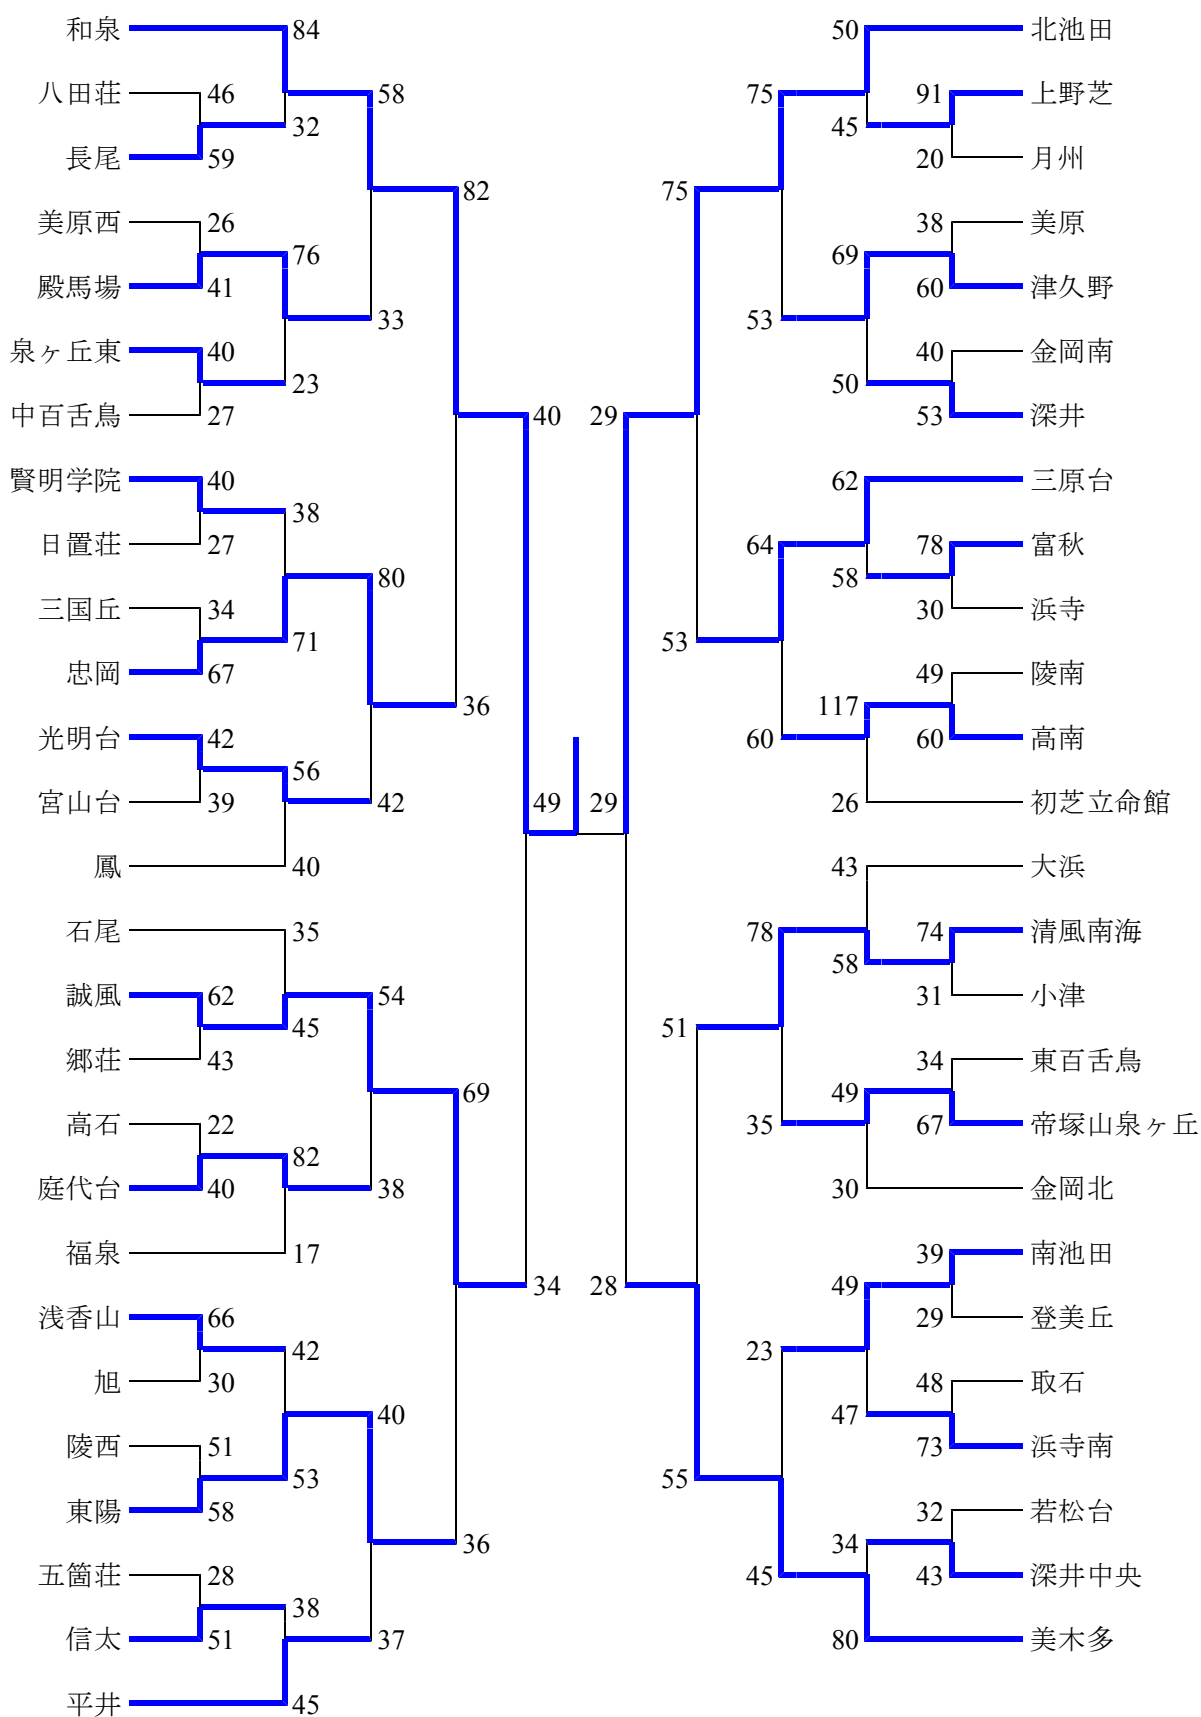 和泉 84 50 北池田
八田荘 46 58 75 91 上野芝
32 45
長尾 59 20 月州
82 75
美原西 26 38 美原
76 69
殿馬場 41 60 津久野
33 53
泉ヶ丘東 40 40 金岡南
23 50
中百舌鳥 27 40 29 53 深井
賢明学院 40 62 三原台
38
日置荘 27 64 78 富秋
80 58
三国丘 34 30 浜寺
71 53
忠岡 67 49 陵南
36 117
光明台 42 60 60 高南
56
宮山台 39 42 49 29 26 初芝立命館
鳳 40 43 大浜
石尾 35 78 74 清風南海
58
誠風 62 54 31 小津
45 51
郷荘 43 34 東百舌鳥
69 49
高石 22 35 67 帝塚山泉ヶ丘
82
庭代台 40 38 30 金岡北
福泉 17 39 南池田
34 28 49
浅香山 66 29 登美丘
42 23
旭 30 48 取石
40 47
陵西 51 73 浜寺南
53 55
東陽 58 32 若松台
36 34
五箇荘 28 45 43 深井中央
38
信太 51 37 80 美木多
平井 45